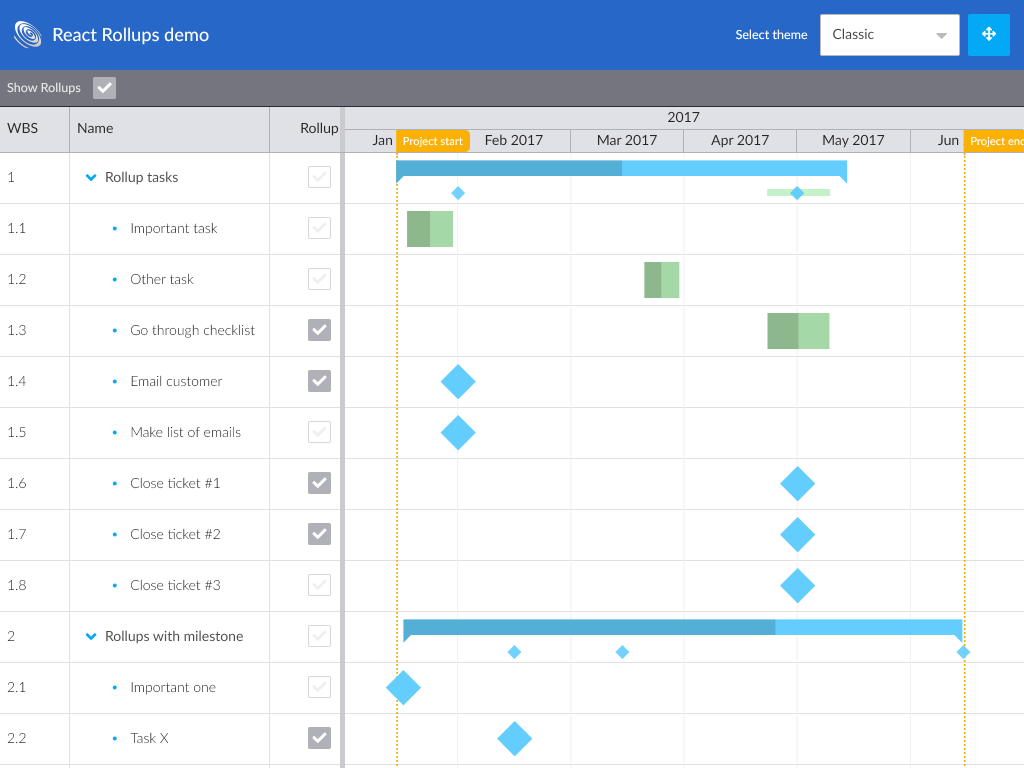 React Rollups demo
Select theme
Classic
Show Rollups
WBS Name Rollup
2017
Jan Project start Feb 2017 Mar 2017 Apr 2017 May 2017 Jun Project end
1 Rollup tasks
1.1 Important task
1.2 Other task
1.3 Go through checklist
1.4 Email customer
1.5 Make list of emails
1.6 Close ticket #1
1.7 Close ticket #2
1.8 Close ticket #3
2 Rollups with milestone
2.1 Important one
2.2 Task X